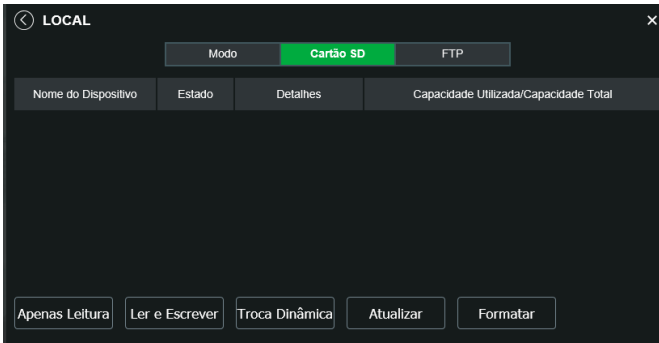 LOCAL
Modo Cartão SD FTP
Nome do Dispositivo Estado Detalhes Capacidade Utilizada/Capacidade Total
Apenas Leitura Ler e Escrever Troca Dinâmica Atualizar Formatar